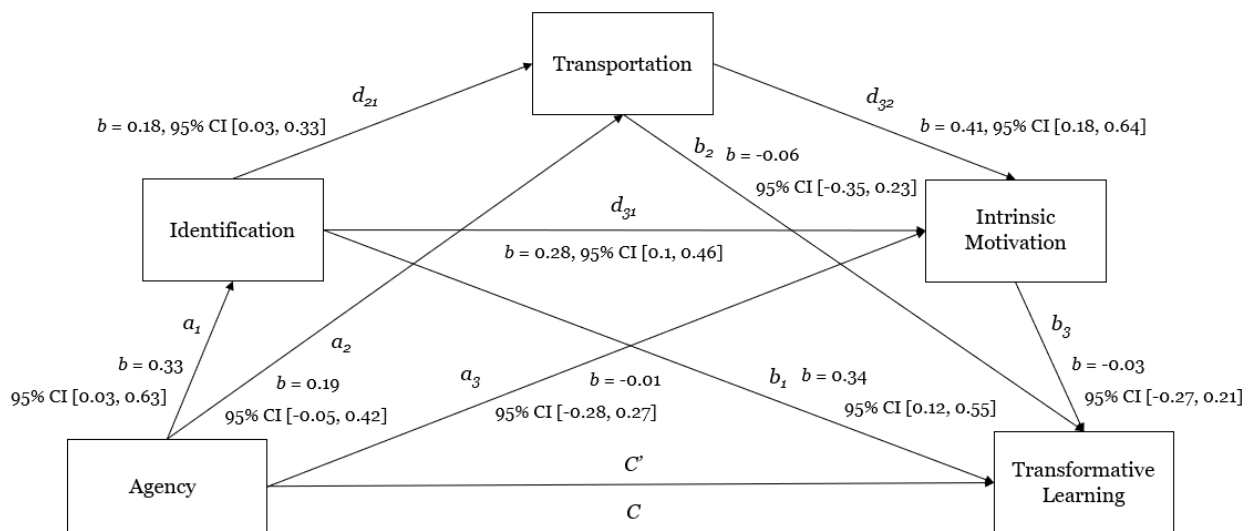 Transportation
d21
b = 0.18, 95% CI [0.03, 0.33]
d32
b = 0.41, 95% CI [0.18, 0.64]
b2 b = -0.06
95% CI [-0.35, 0.23]
Identification
d31
b = 0.28, 95% CI [0.1, 0.46]
Intrinsic
Motivation
a1
b = 0.33
95% CI [0.03, 0.63]
a2
b = 0.19
95% CI [-0.05, 0.42]
a3
b = -0.01
95% CI [-0.28, 0.27]
b1 b = 0.34
95% CI [0.12, 0.55]
b3
b = -0.03
95% CI [-0.27, 0.21]
Agency
C’
C
Transformative
Learning